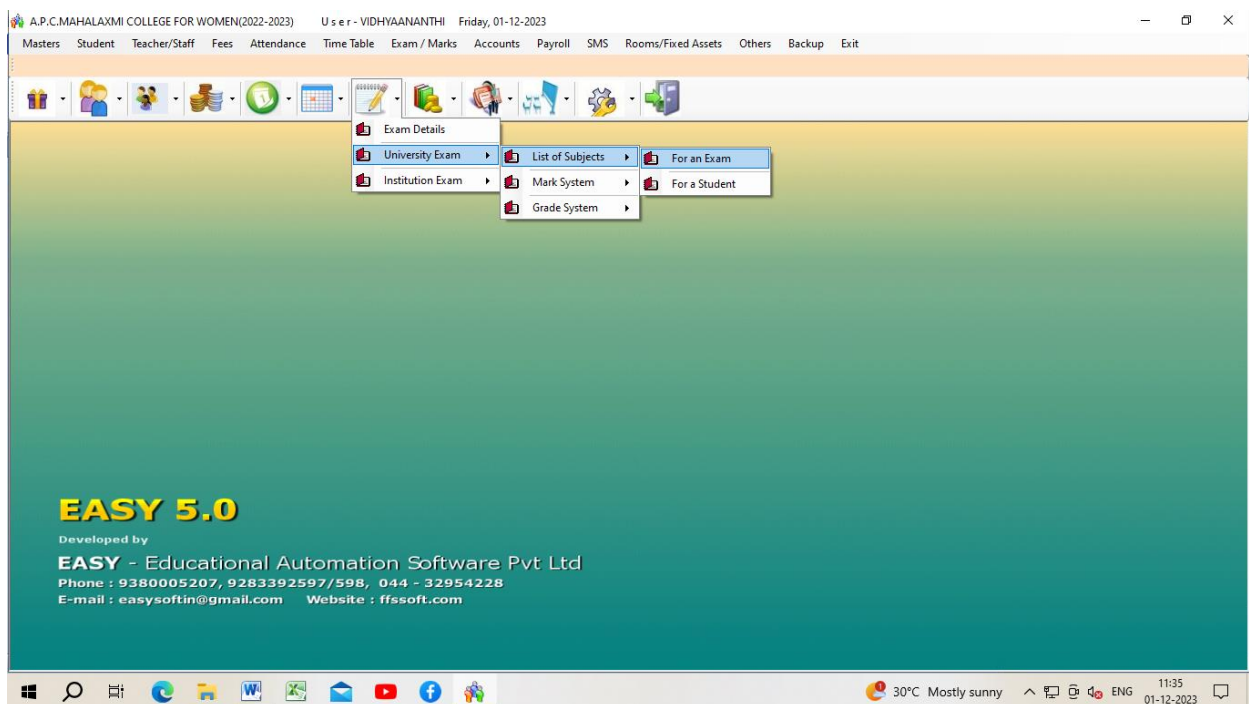 A.P.C.MAHALAXMI COLLEGE FOR WOMEN(2022-2023) U s e r - VIDHYAANANTHI Friday, 01-12-2023
Masters Student Teacher/Staff Fees Attendance Time Table Exam / Marks Accounts Payroll SMS Rooms/Fixed Assets Others Backup Exit
Exam Details
University Exam List of Subjects For an Exam
Institution Exam Mark System For a Student
Grade System
EASY 5.0
Developed by
EASY - Educational Automation Software Pvt Ltd
Phone : 9380005207, 9283392597/598, 044 - 32954228
E-mail : easysoftin@gmail.com Website : ffssoft.com
30°C Mostly sunny ENG 11:35
01-12-2023